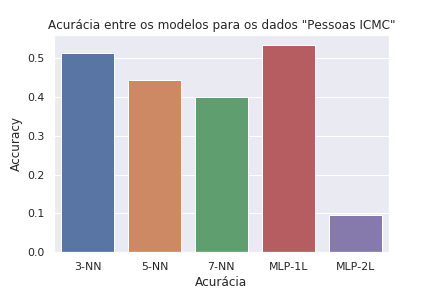 Acurácia entre os modelos para os dados "Pessoas ICMC"
Accuracy
0.5
0.4
0.3
0.2
0.1
0.0
3-NN 5-NN 7-NN MLP-1L MLP-2L
Acurácia